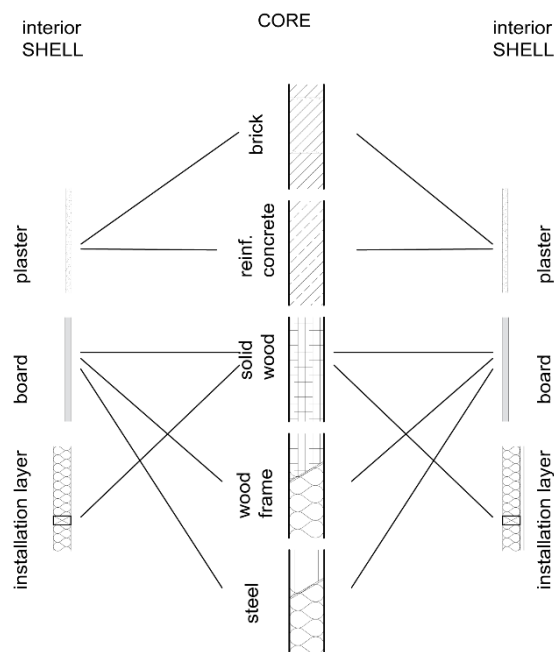 interior
SHELL
CORE
interior
SHELL
brick
plaster
reinf.
concrete
plaster
board
solid
wood
board
installation layer
wood
frame
installation layer
steel